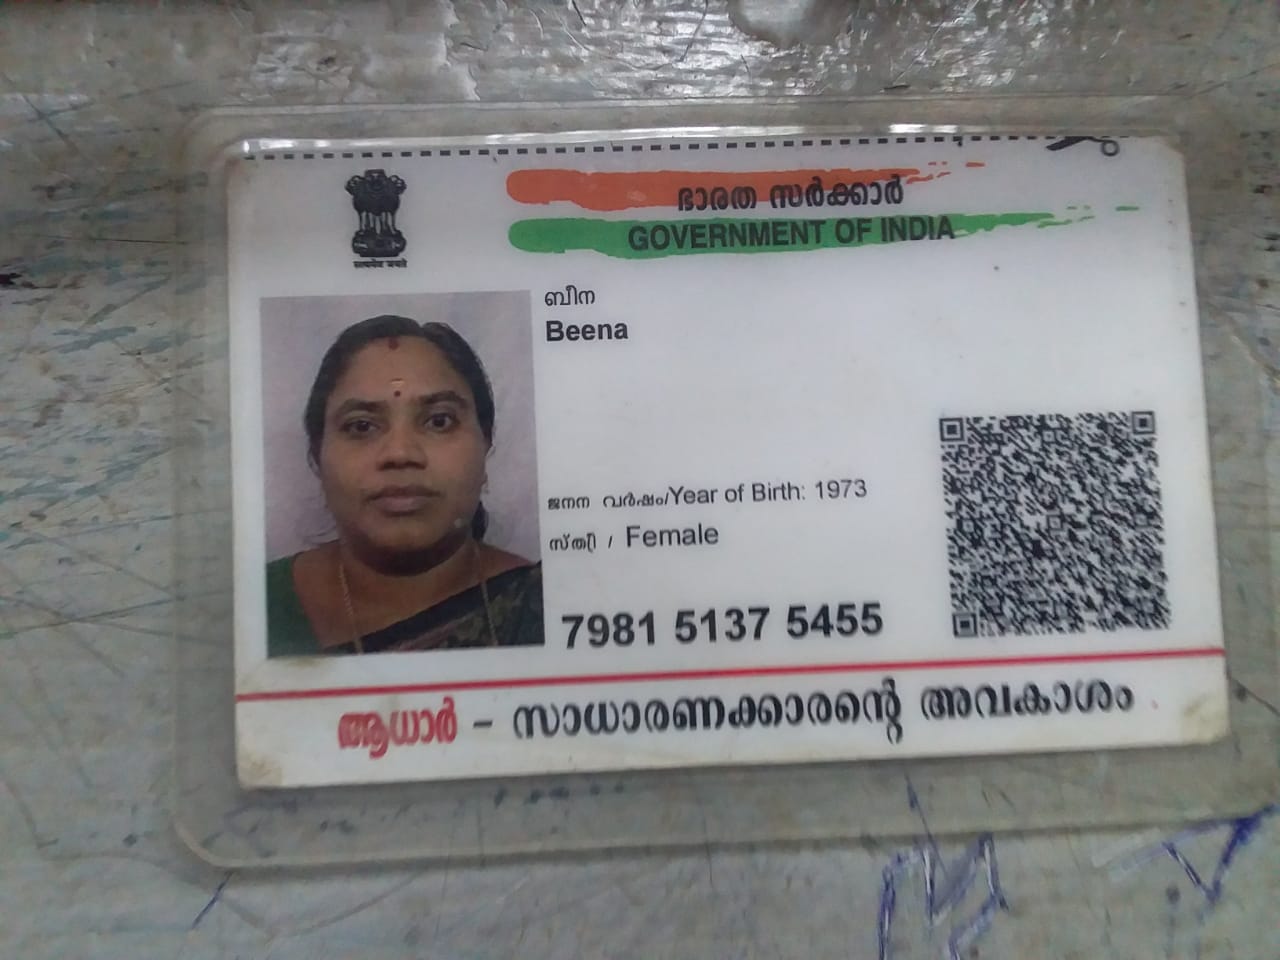 ഭാരത സർക്കാർ
GOVERNMENT OF INDIA
ബീന
Beena
ജനന വർഷം/Year of Birth: 1973
സ്ത്രീ / Female
7981 5137 5455
ആധാർ – സാധാരണക്കാരന്റെ അവകാശം